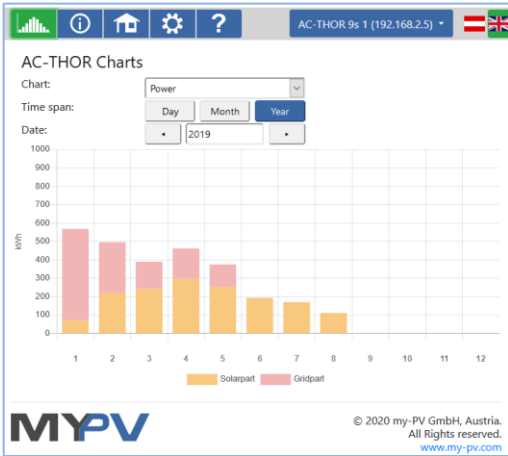 AC-THOR 9s 1 (192.168.2.5)
AC-THOR Charts
Chart: Power
Time span: Day Month Year
Date: 2019
1000
900
800
700
600
500
400
300
200
100
0
kWh
1 2 3 4 5 6 7 8 9 10 11 12
Solarpart Gridpart
MYPV
© 2020 my-PV GmbH, Austria.
All Rights reserved.
www.my-pv.com